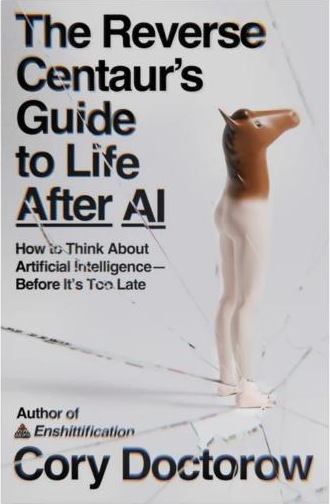 The Reverse
Centaur's
Guide
to Life
After AI
How to Think About
Artificial Intelligence—
Before It's Too Late
Author of
Enshittification
Cory Doctorow